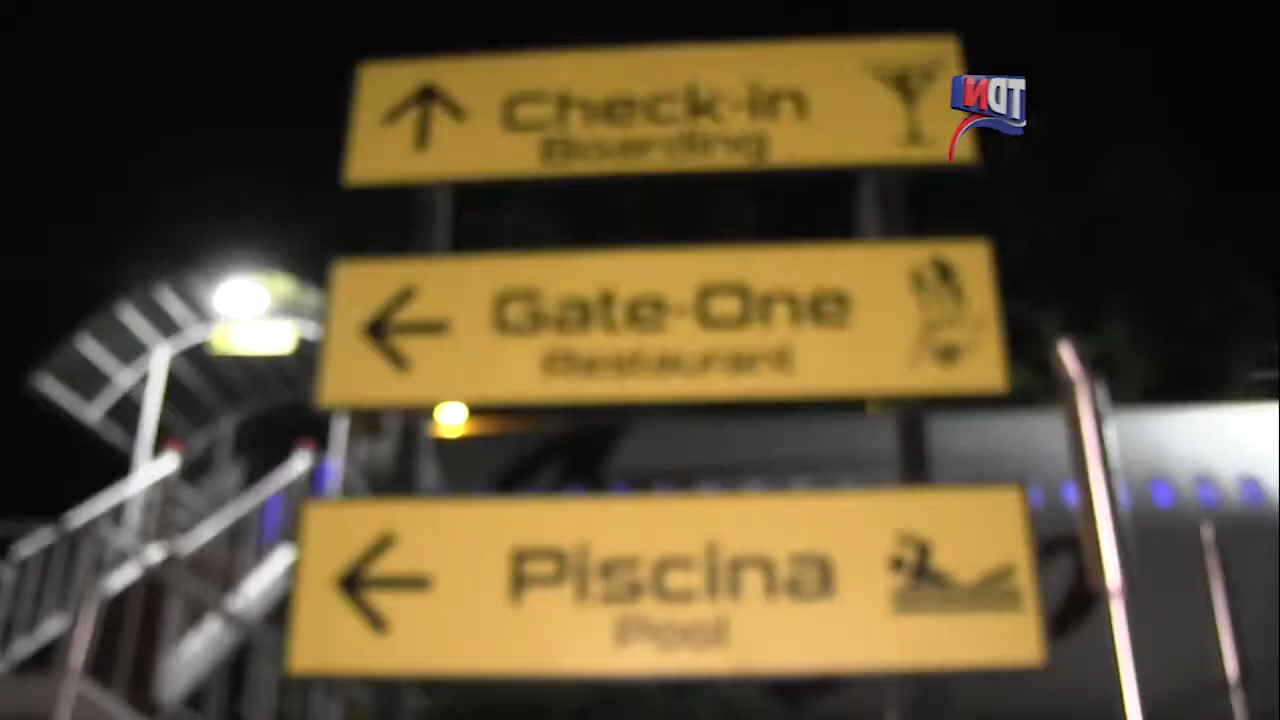 Check-in
Boarding
TDN
Gate-One
Restaurant
Piscina
Pool